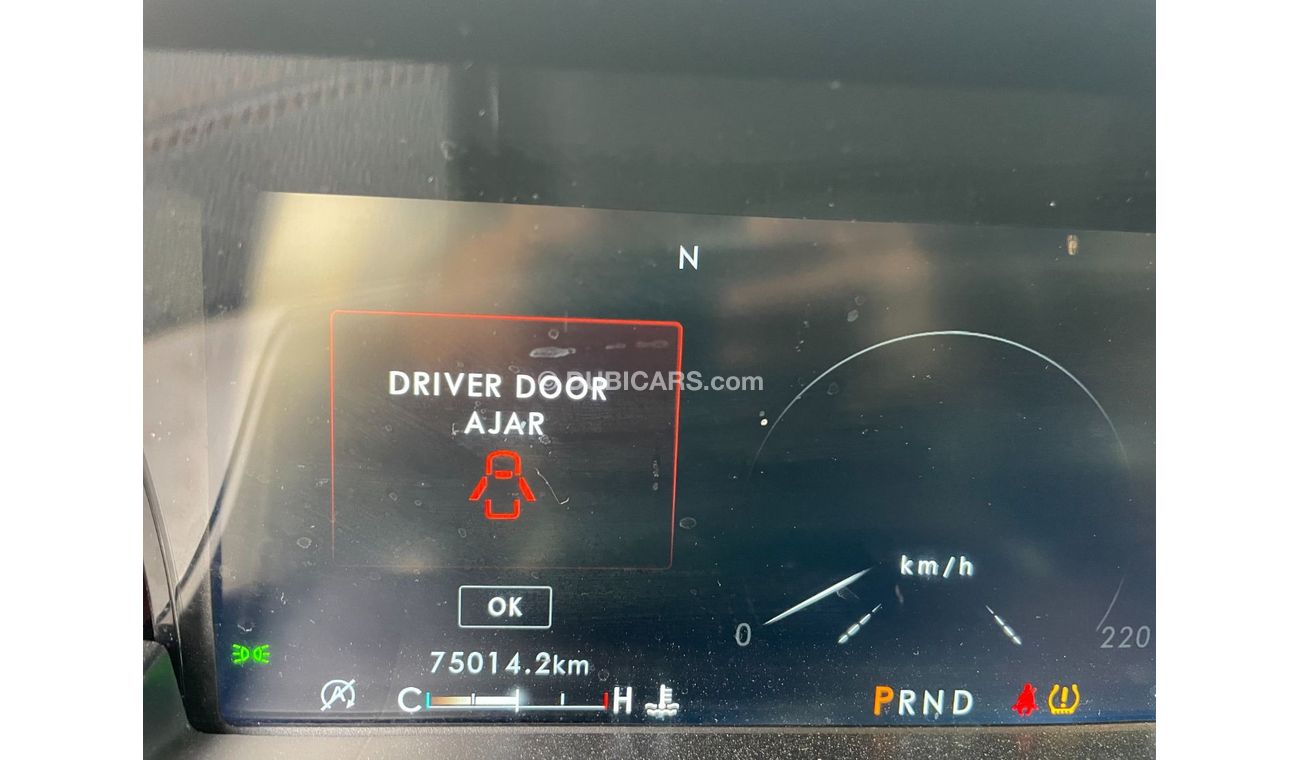 N
DRIVER DOOR
AJAR
© DUBICARS.com
OK
km/h
0
220
75014.2km
C H
PRND